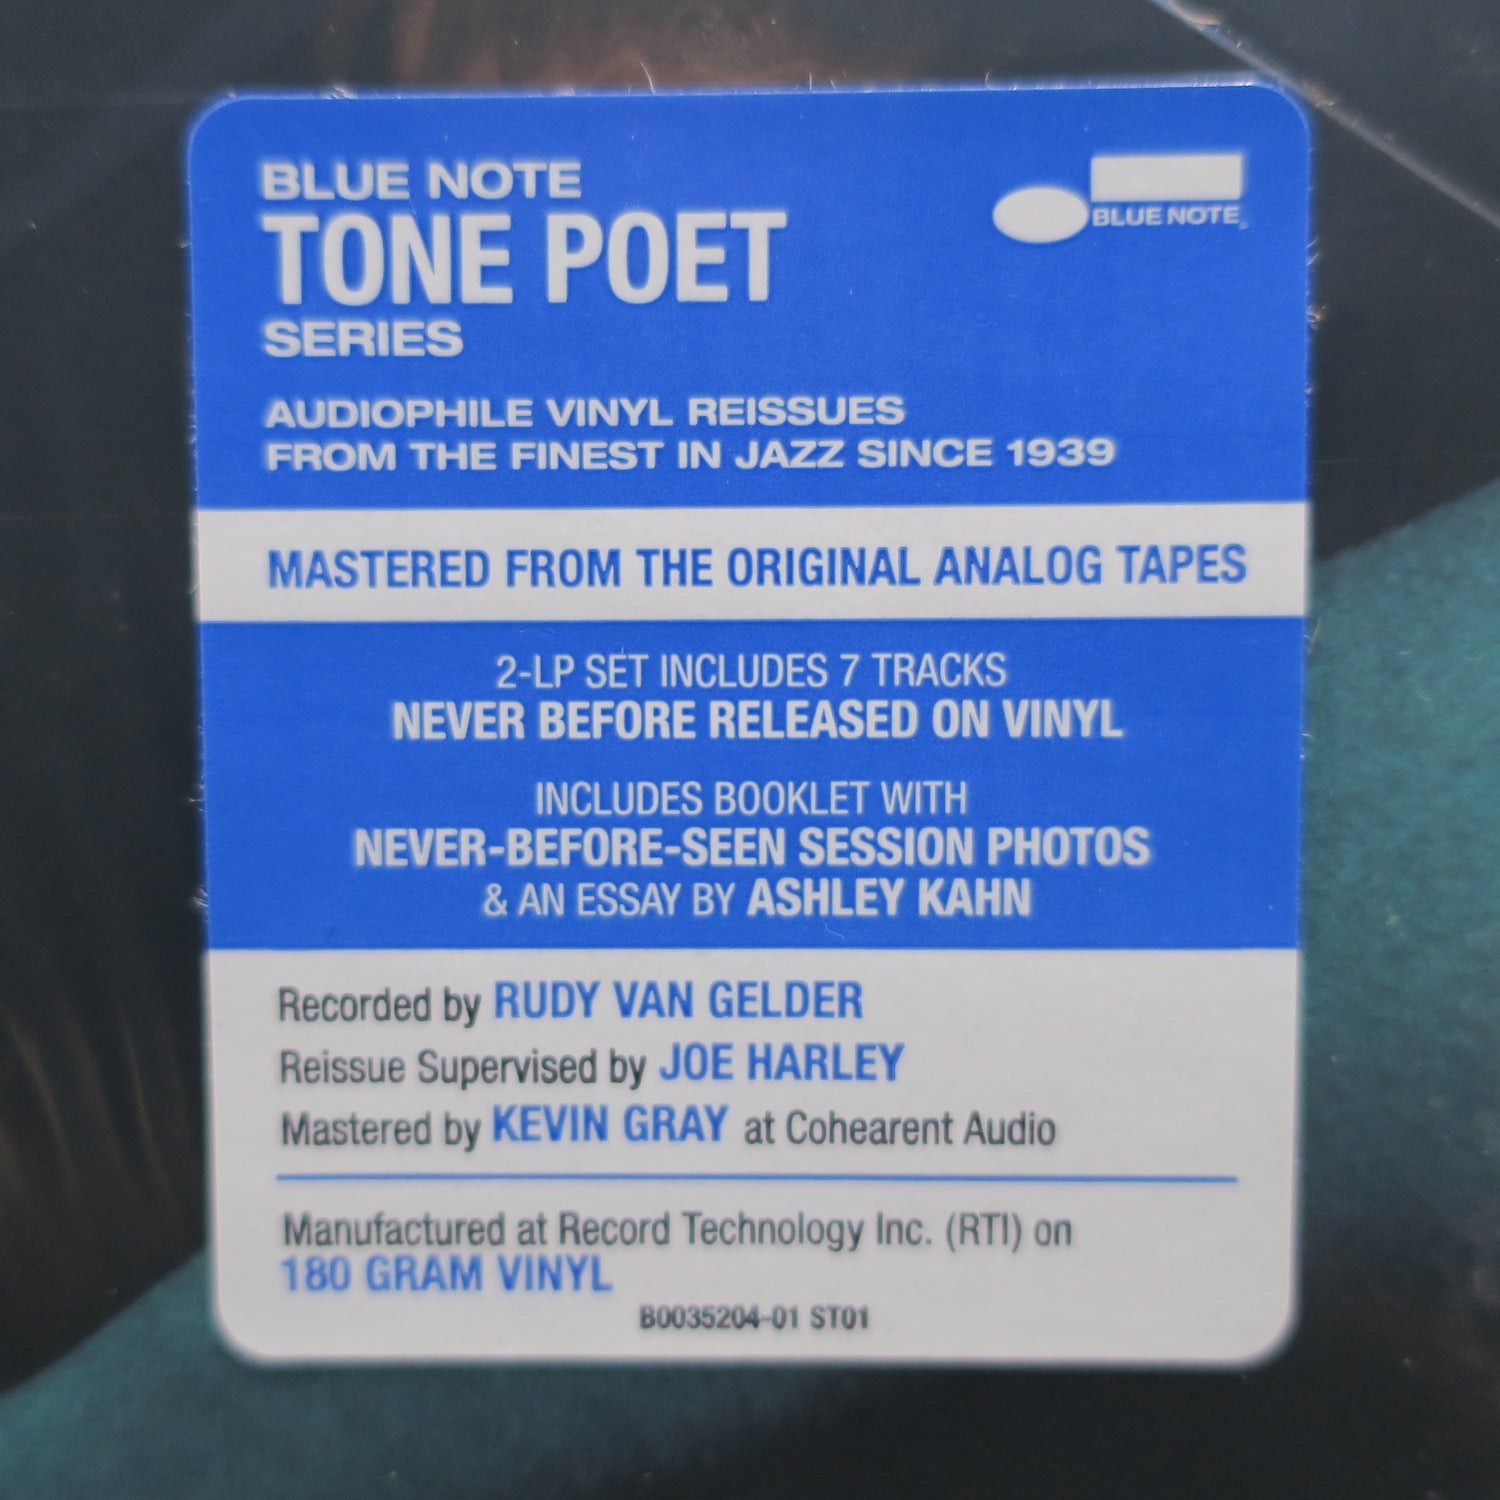 BLUE NOTE
TONE POET
SERIES
BLUE NOTE
AUDIOPHILE VINYL REISSUES
FROM THE FINEST IN JAZZ SINCE 1939
MASTERED FROM THE ORIGINAL ANALOG TAPES
2-LP SET INCLUDES 7 TRACKS
NEVER BEFORE RELEASED ON VINYL
INCLUDES BOOKLET WITH
NEVER-BEFORE-SEEN SESSION PHOTOS
& AN ESSAY BY ASHLEY KAHN
Recorded by RUDY VAN GELDER
Reissue Supervised by JOE HARLEY
Mastered by KEVIN GRAY at Cohearent Audio
Manufactured at Record Technology Inc. (RTI) on
180 GRAM VINYL
B0035204-01 ST01